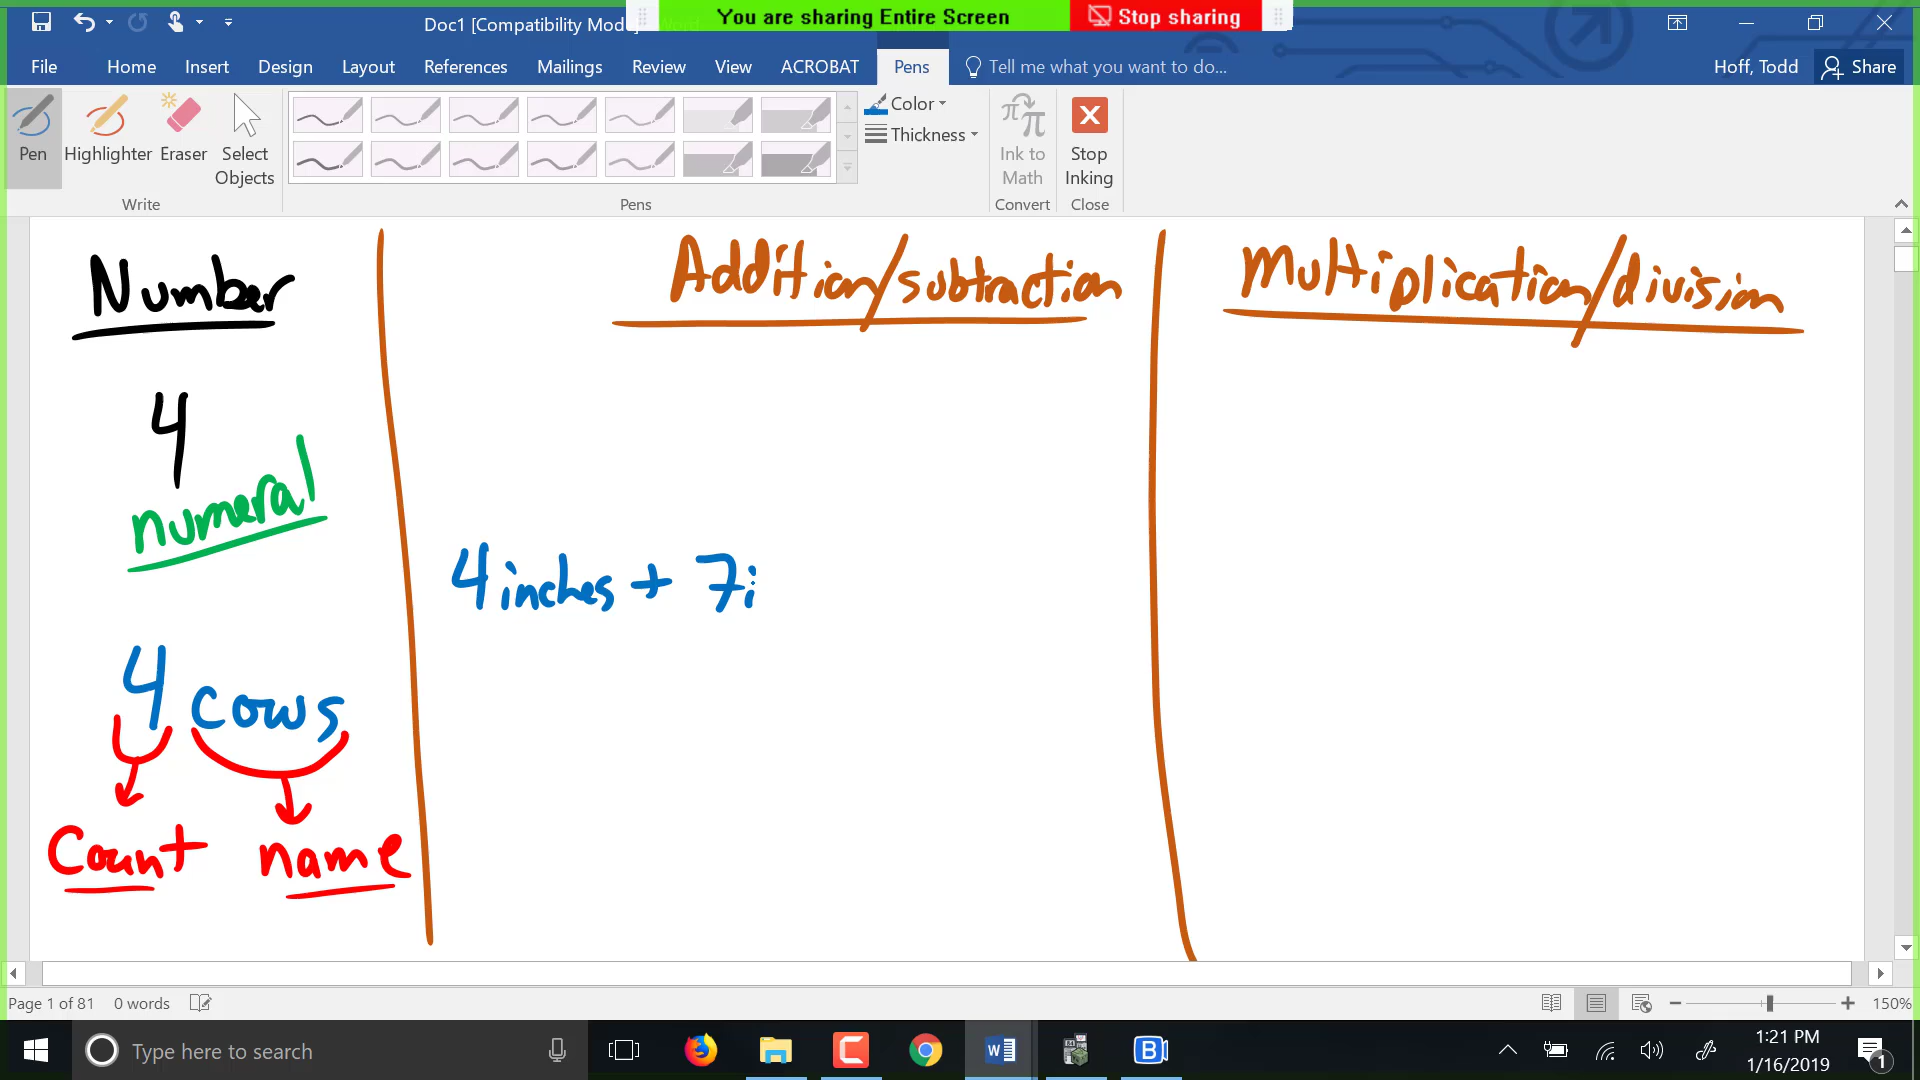 Doc1 [Compatibility Mod
You are sharing Entire Screen
Stop sharing
File Home Insert Design Layout References Mailings Review View ACROBAT Pens Tell me what you want to do... Hoff, Todd Share
Pen Highlighter Eraser Select Objects
Write
Pens
Color
Thickness
Ink to Math
Convert
Stop Inking
Close
Number
Addition/subtraction
Multiplication/division
4
numeral
4 inches + 7 i
4 cows
Count name
Page 1 of 81 0 words 150%
Type here to search
1:21 PM
1/16/2019
1